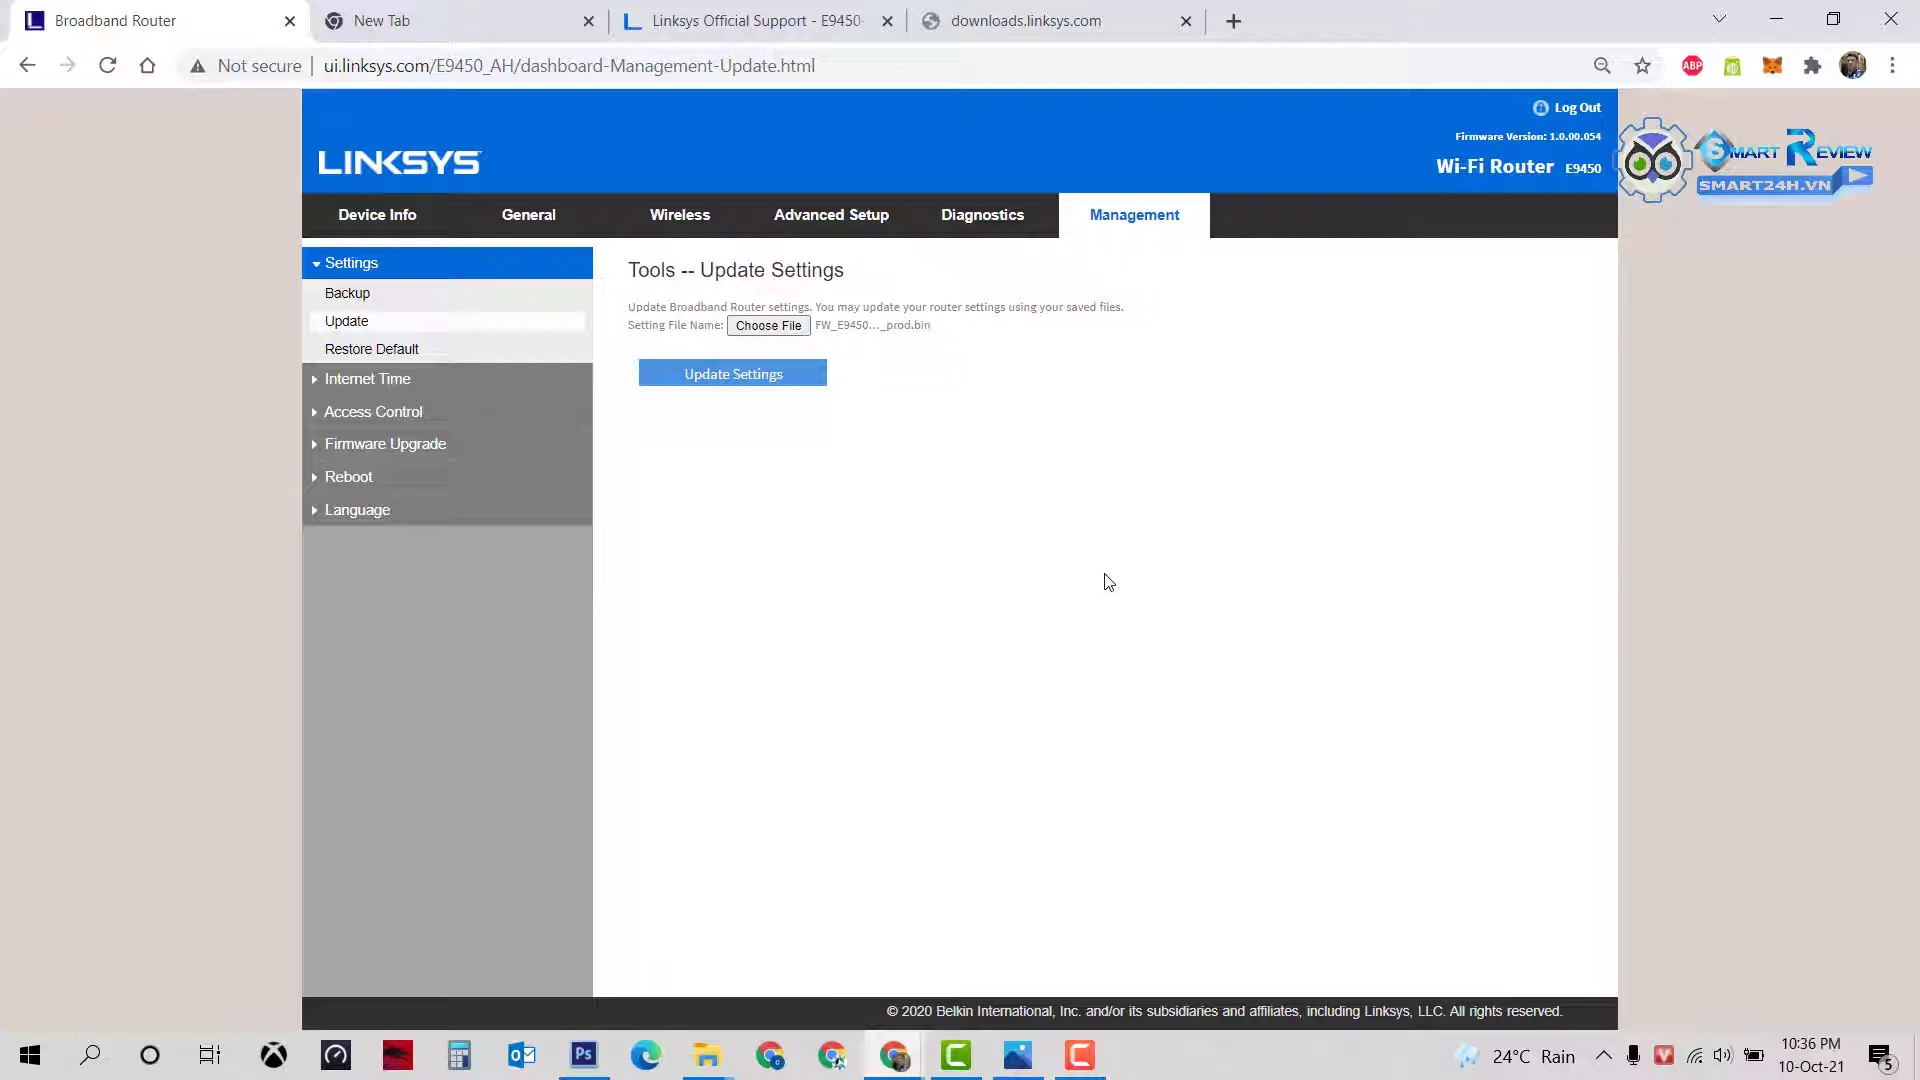 Broadband Router
New Tab
Linksys Official Support - E9450-
downloads.linksys.com
Not secure
ui.linksys.com/E9450_AH/dashboard-Management-Update.html
ABP
Log Out
Firmware Version: 1.0.00.054
LINKSYS
Wi-Fi Router E9450
SMART REVIEW
SMART24H.VN
Device Info
General
Wireless
Advanced Setup
Diagnostics
Management
Settings
Backup
Update
Restore Default
Internet Time
Access Control
Firmware Upgrade
Reboot
Language
Tools -- Update Settings
Update Broadband Router settings. You may update your router settings using your saved files.
Setting File Name: Choose File FW_E9450..._prod.bin
Update Settings
© 2020 Belkin International, Inc. and/or its subsidiaries and affiliates, including Linksys, LLC. All rights reserved.
Ps
24°C Rain
10:36 PM
10-Oct-21
5